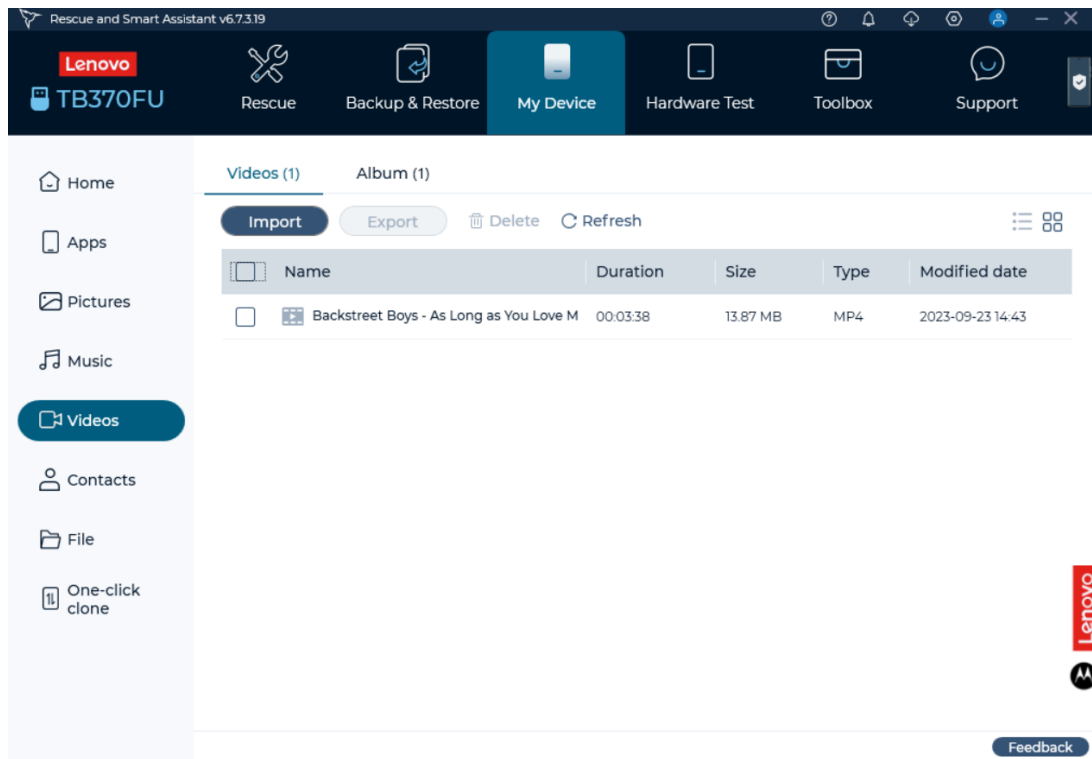 Rescue and Smart Assistant v6.7.3.19
Lenovo
TB370FU
Rescue
Backup & Restore
My Device
Hardware Test
Toolbox
Support
Home
Apps
Pictures
Music
Videos
Contacts
File
One-click
clone
Videos (1) Album (1)
Import Export Delete Refresh
Name Duration Size Type Modified date
Backstreet Boys - As Long as You Love M 00:03:38 13.87 MB MP4 2023-09-23 14:43
Lenovo
Feedback